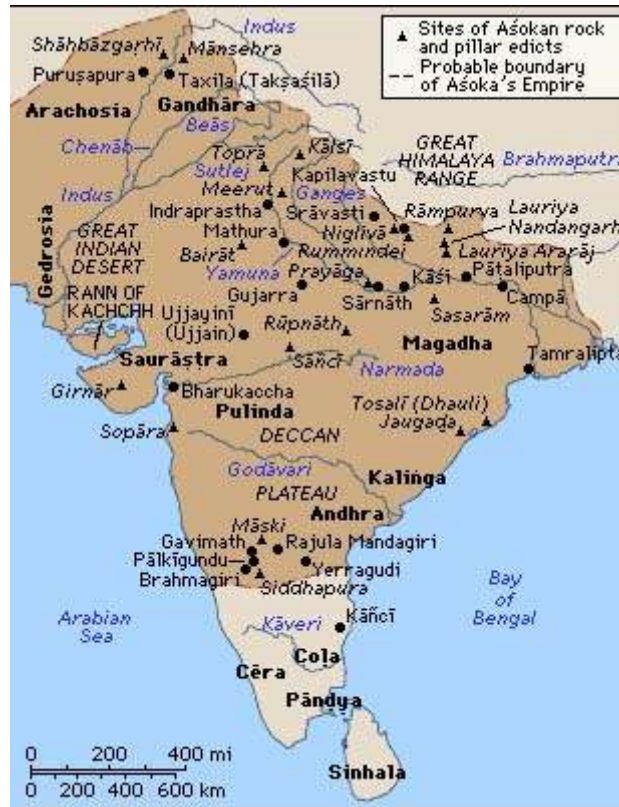 ▲ Sites of Aśokan rock
and pillar edicts
--- Probable boundary
of Aśoka's Empire
Indus
Shāhbāzgaṛhī
Mānsehra
Puruṣapura
Taxila (Takṣaśilā)
Arachosia
Gandhāra
Beās
Chenāb
Toprā
Kālsī
GREAT
HIMALAYA
RANGE
Brahmaputra
Sutlej
Kapilavastu
Indus
Meerut
Ganges
Lauriya
Nandangarh
Indraprastha
Srāvasti
Rāmpurva
GREAT
INDIAN
DESERT
Mathura
Niglīvā
Gedrosia
Bairāt
Rummindei
Lauriya Ararāj
Yamuna
Prayāga
Kāśi
Pāṭaliputra
RANN OF
KACHCHH
Gujarra
Sārnāth
Campā
Ujjayinī
(Ujjain)
Rūpnāth
Sasarām
Magadha
Sāñcī
Saurāṣṭra
Narmada
Tamralipta
Girnār
Bharukaccha
Pulinda
Tosalī (Dhauli)
Jaugaḍa
Sopāra
DECCAN
Godāvari
Kaliṅga
PLATEAU
Andhra
Māski
Gavimath
Rajula Mandagiri
Pālkīgundu
Yerragudi
Brahmagiri
Siddhapura
Bay
of
Bengal
Arabian
Sea
Kāveri
Kāñcī
Coḷa
Cēra
Pāṇḍya
Sinhala
0 200 400 mi
0 200 400 600 km